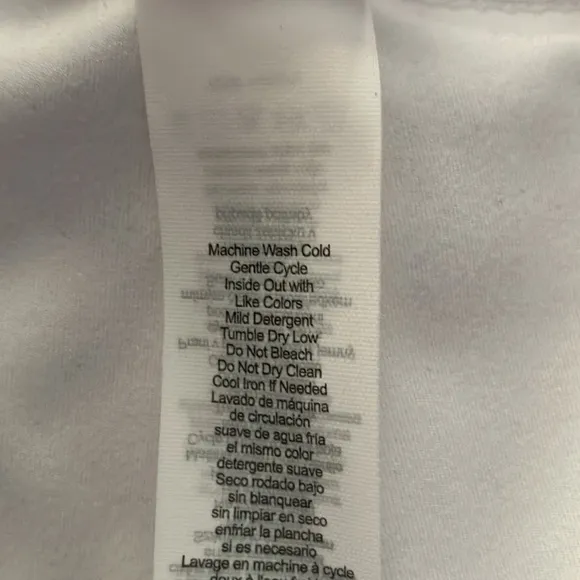 Machine Wash Cold
Gentle Cycle
Inside Out with
Like Colors
Mild Detergent
Tumble Dry Low
Do Not Bleach
Do Not Dry Clean
Cool Iron If Needed
Lavado de máquina
de circulación
suave de agua fría
el mismo color
detergente suave
Seco rodado bajo
sin blanquear
sin limpiar en seco
enfriar la plancha
si es necesario
Lavage en machine à cycle